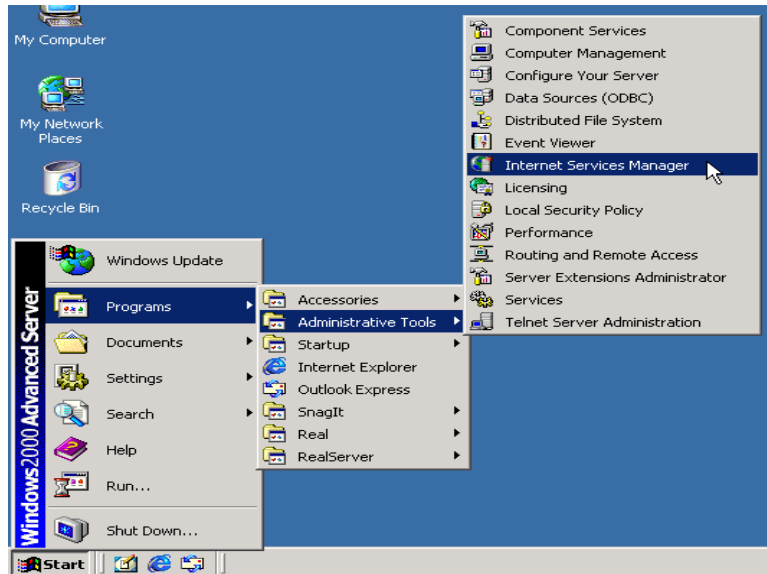 My Computer
My Network
Places
Recycle Bin
Windows2000 Advanced Server
Windows Update
Programs
Documents
Settings
Search
Help
Run...
Shut Down...
Start
Accessories
Administrative Tools
Startup
Internet Explorer
Outlook Express
SnagIt
Real
RealServer
Component Services
Computer Management
Configure Your Server
Data Sources (ODBC)
Distributed File System
Event Viewer
Internet Services Manager
Licensing
Local Security Policy
Performance
Routing and Remote Access
Server Extensions Administrator
Services
Telnet Server Administration